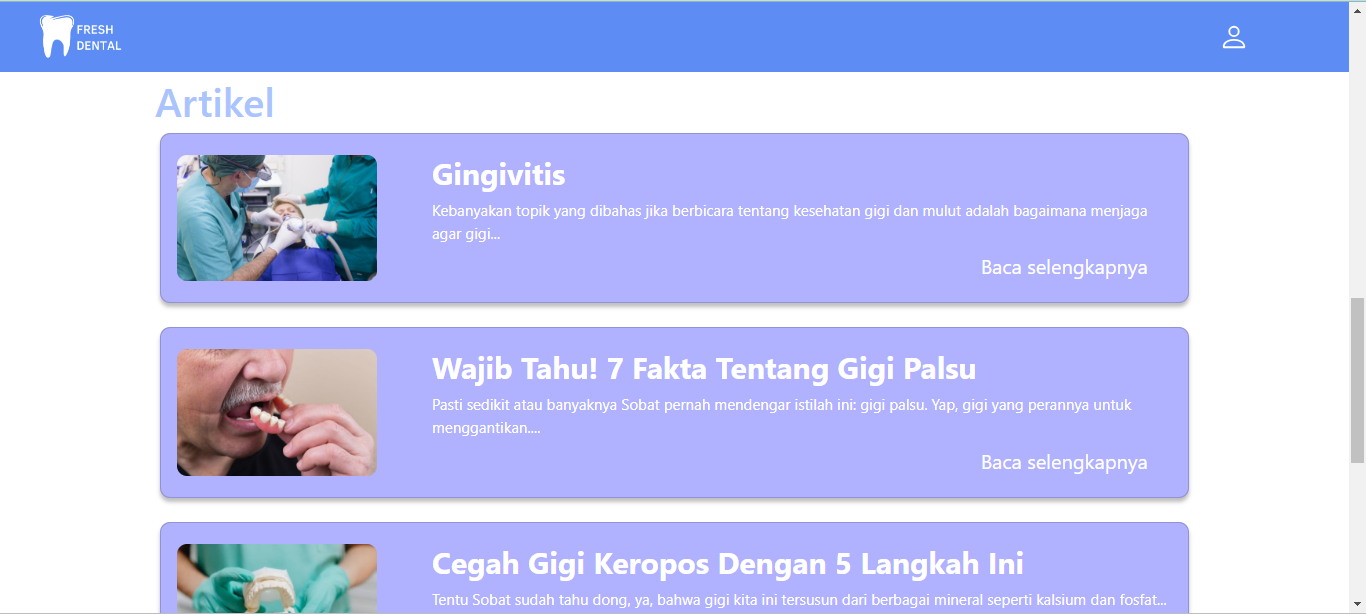 FRESH
DENTAL
Artikel
Gingivitis
Kebanyakan topik yang dibahas jika berbicara tentang kesehatan gigi dan mulut adalah bagaimana menjaga
agar gigi...
Baca selengkapnya
Wajib Tahu! 7 Fakta Tentang Gigi Palsu
Pasti sedikit atau banyaknya Sobat pernah mendengar istilah ini: gigi palsu. Yap, gigi yang perannya untuk
menggantikan....
Baca selengkapnya
Cegah Gigi Keropos Dengan 5 Langkah Ini
Tentu Sobat sudah tahu dong, ya, bahwa gigi kita ini tersusun dari berbagai mineral seperti kalsium dan fosfat...